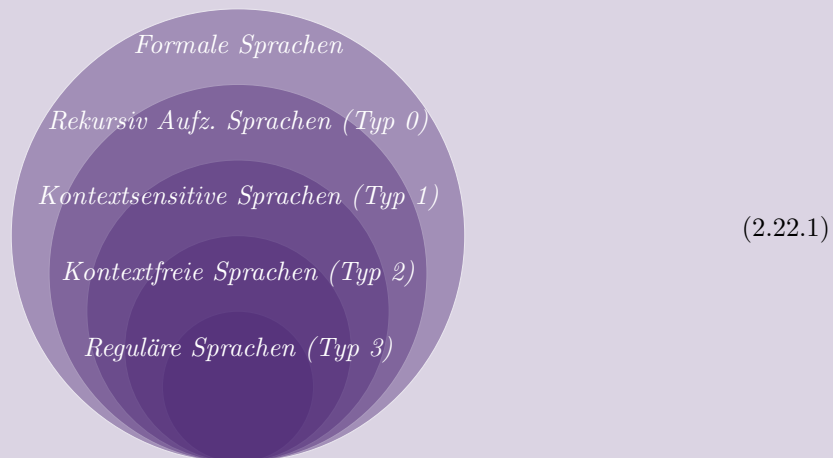 Formale Sprachen
Rekursiv Aufz. Sprachen (Typ 0)
Kontextsensitive Sprachen (Typ 1)
(2.22.1)
Kontextfreie Sprachen (Typ 2)
Reguläre Sprachen (Typ 3)